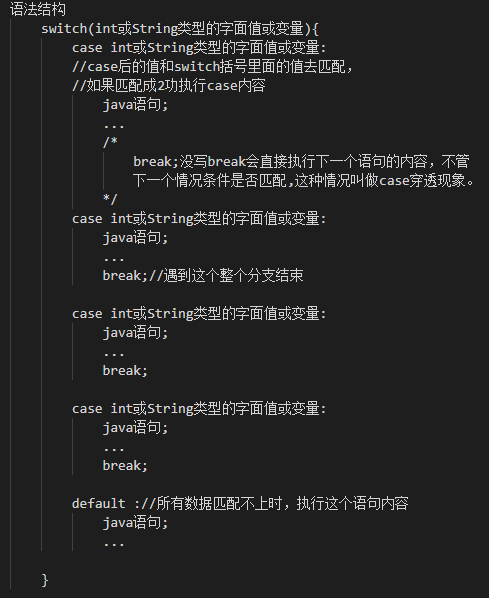 语法结构
switch(int或String类型的字面值或变量){
case int或String类型的字面值或变量:
//case后的值和switch括号里面的值去匹配，
//如果匹配成2功执行case内容
java语句;
...
/*
break;没写break会直接执行下一个语句的内容，不管
下一个情况条件是否匹配,这种情况叫做case穿透现象。
*/
case int或String类型的字面值或变量:
java语句;
...
break;//遇到这个整个分支结束
case int或String类型的字面值或变量:
java语句;
...
break;
case int或String类型的字面值或变量:
java语句;
...
break;
default ://所有数据匹配不上时，执行这个语句内容
java语句;
...
}